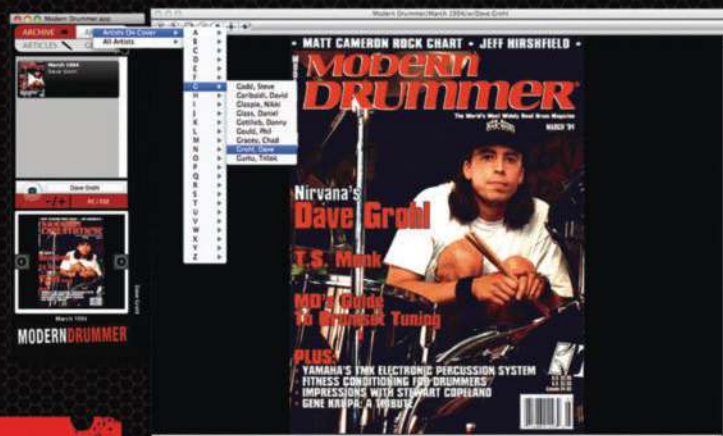 Modern Drummer.app
Modern Drummer/March 1994/w/Dave Grohl
ARCHIVE
ARTICLES
Artists On Cover
All Artists
A
B
C
D
E
F
G
H
I
J
K
L
M
N
O
P
Q
R
S
T
U
V
W
X
Y
Z
Gadd, Steve
Garibaldi, David
Glaspie, Nikki
Glass, Daniel
Gottlieb, Danny
Gould, Phil
Gracey, Chad
Grohl, Dave
Gurtu, Trilok
March 1994
Dave Grohl
Dave Grohl
-/+
March 1994
MODERNDRUMMER
• MATT CAMERON ROCK CHART • JEFF HIRSHFIELD •
MODERN
DRUMMER
The World's Most Widely Read Drum Magazine
MARCH '94
Nirvana's
Dave Grohl
T.S. Monk
MD's Guide
To Drumset Tuning
PLUS:
• YAMAHA'S TMX ELECTRONIC PERCUSSION SYSTEM
• FITNESS CONDITIONING FOR DRUMMERS
• IMPRESSIONS WITH STEWART COPELAND
• GENE KRUPA: A TRIBUTE